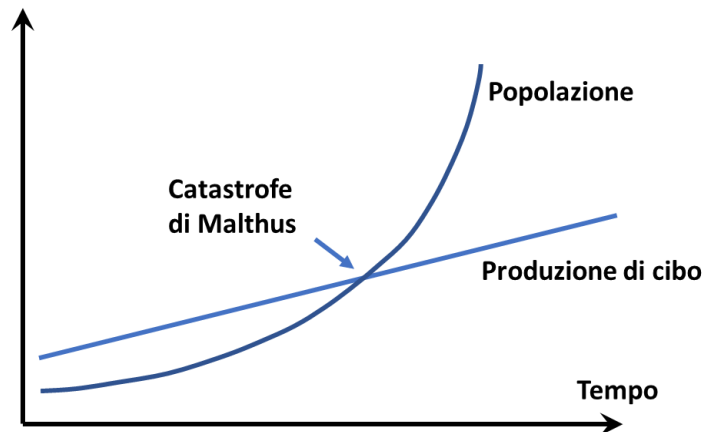 Popolazione
Catastrofe
di Malthus
Produzione di cibo
Tempo